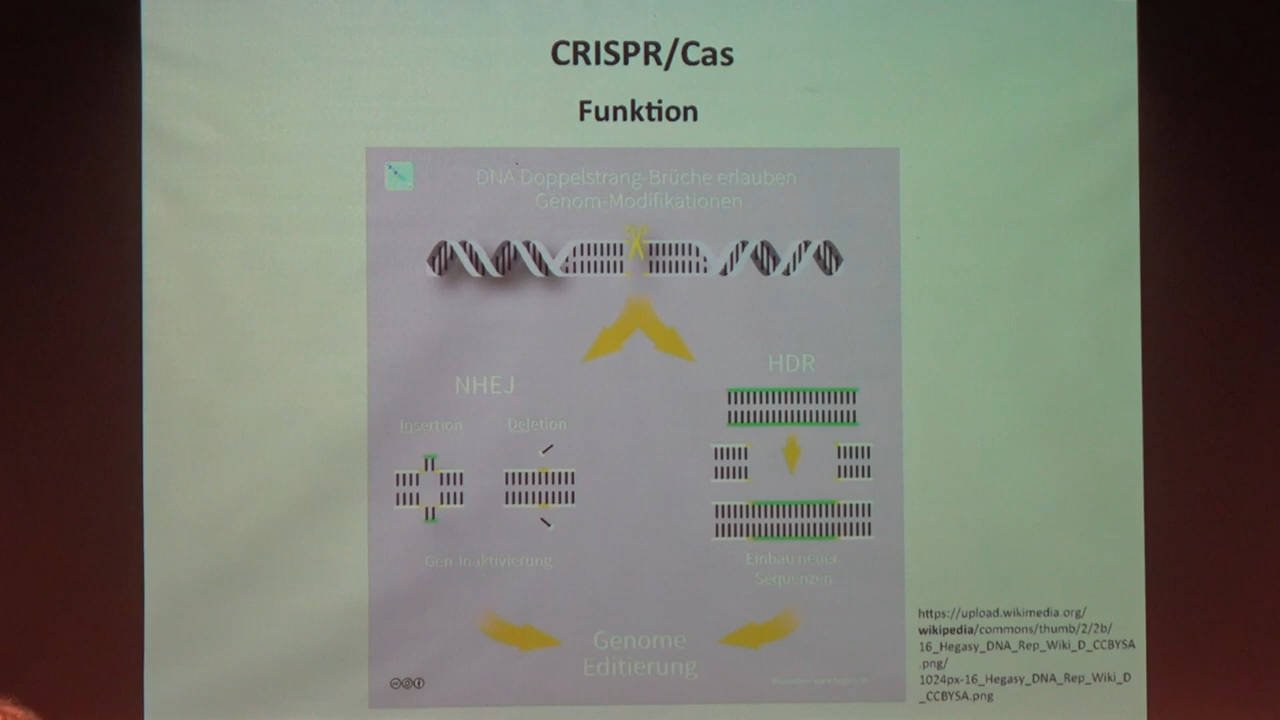 CRISPR/Cas
Funktion
DNA Doppelstrang-Brüche erlauben
Genom-Modifikationen
NHEJ
HDR
Insertion
Deletion
Gen-Inaktivierung
Einbau neuer
Sequenzen
Genome
Editierung
https://upload.wikimedia.org/
wikipedia/commons/thumb/2/2b/
16_Hegasy_DNA_Rep_Wiki_D_CCBYSA
.png/
1024px-16_Hegasy_DNA_Rep_Wiki_D
_CCBYSA.png